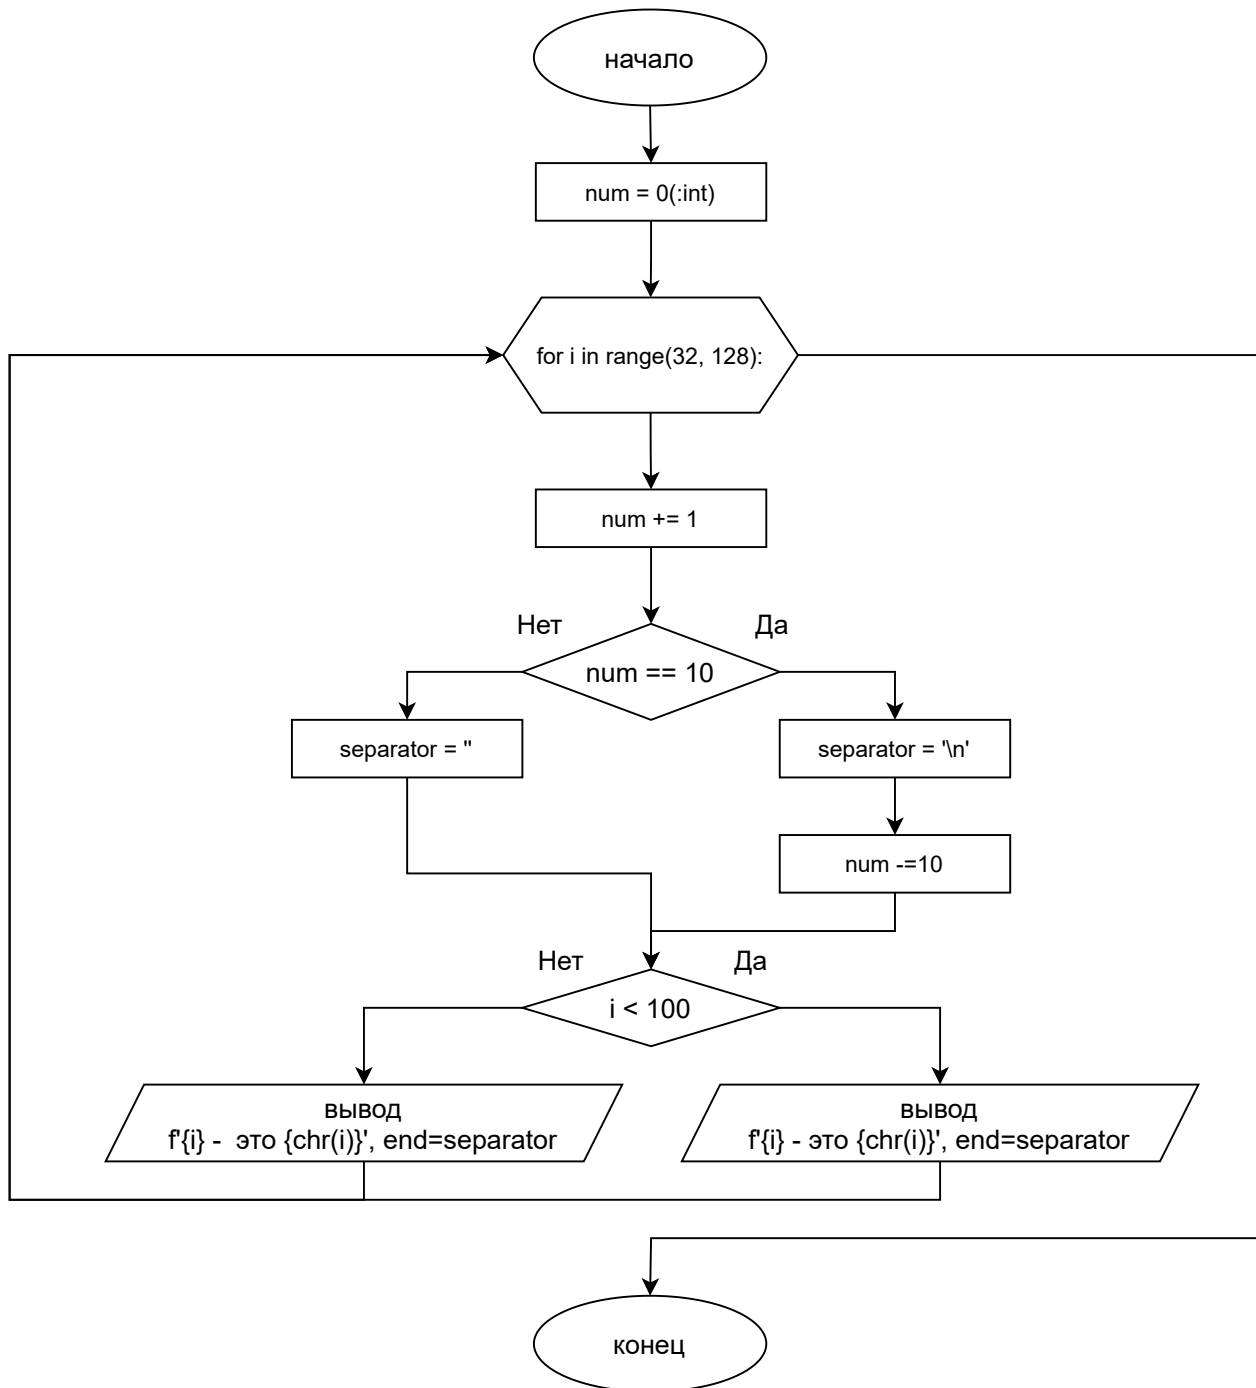 начало
num = 0(:int)
for i in range(32, 128):
num += 1
Нет
Да
num == 10
separator = ''
separator = '\n'
num -=10
Нет
Да
i < 100
вывод
f'{i} -  это {chr(i)}', end=separator
вывод
f'{i} - это {chr(i)}', end=separator
конец